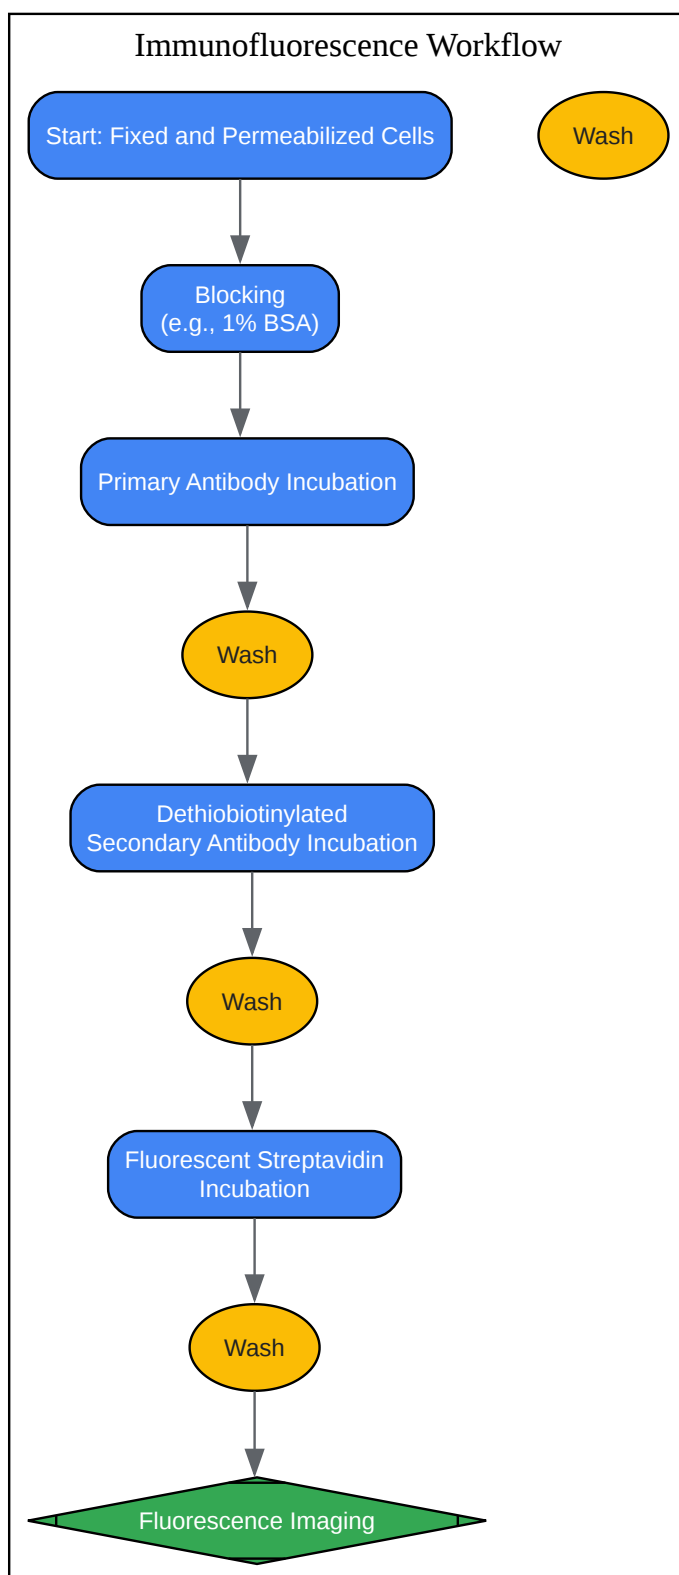 Immunofluorescence Workflow
Start: Fixed and Permeabilized Cells
Wash
Blocking
(e.g., 1% BSA)
Primary Antibody Incubation
Wash
Dethiobiotinylated
Secondary Antibody Incubation
Wash
Fluorescent Streptavidin
Incubation
Wash
Fluorescence Imaging